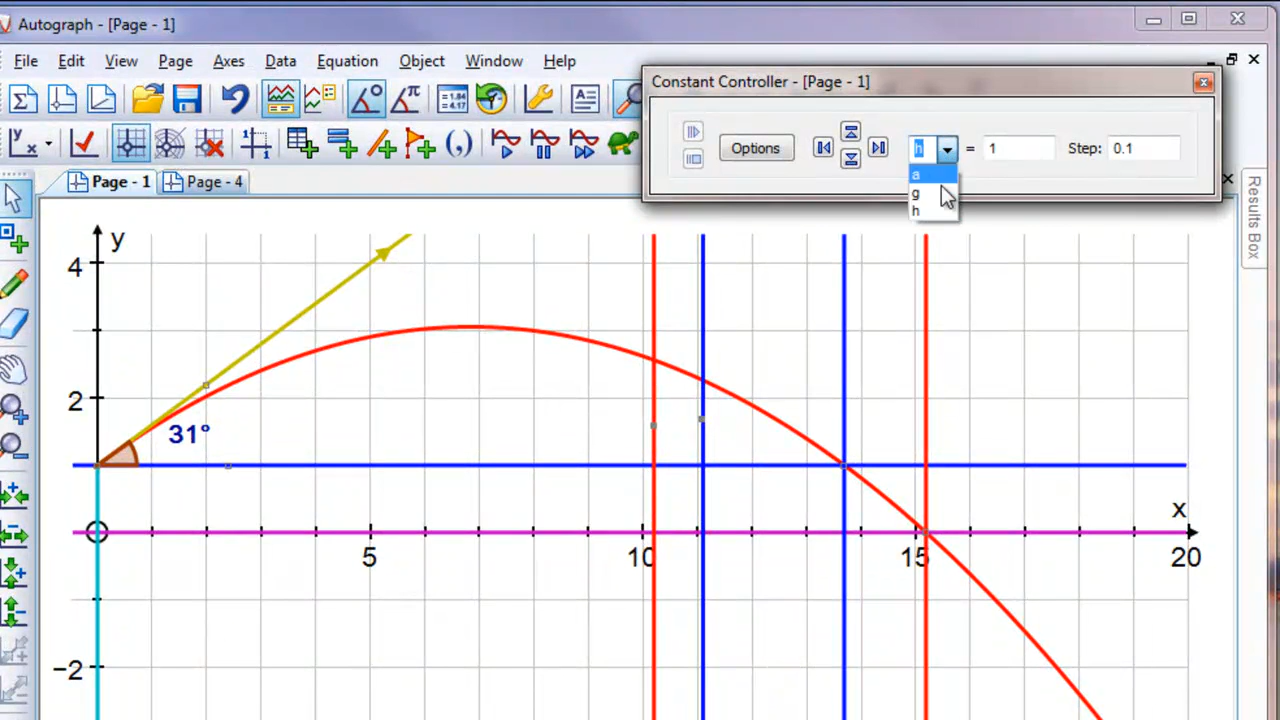 Autograph - [Page - 1]
File Edit View Page Axes Data Equation Object Window Help
Constant Controller - [Page - 1]
Options
h = 1 Step: 0.1
a
g
h
Page - 1 Page - 4
Results Box
y
4
2
31°
x
5 10 15 20
−2